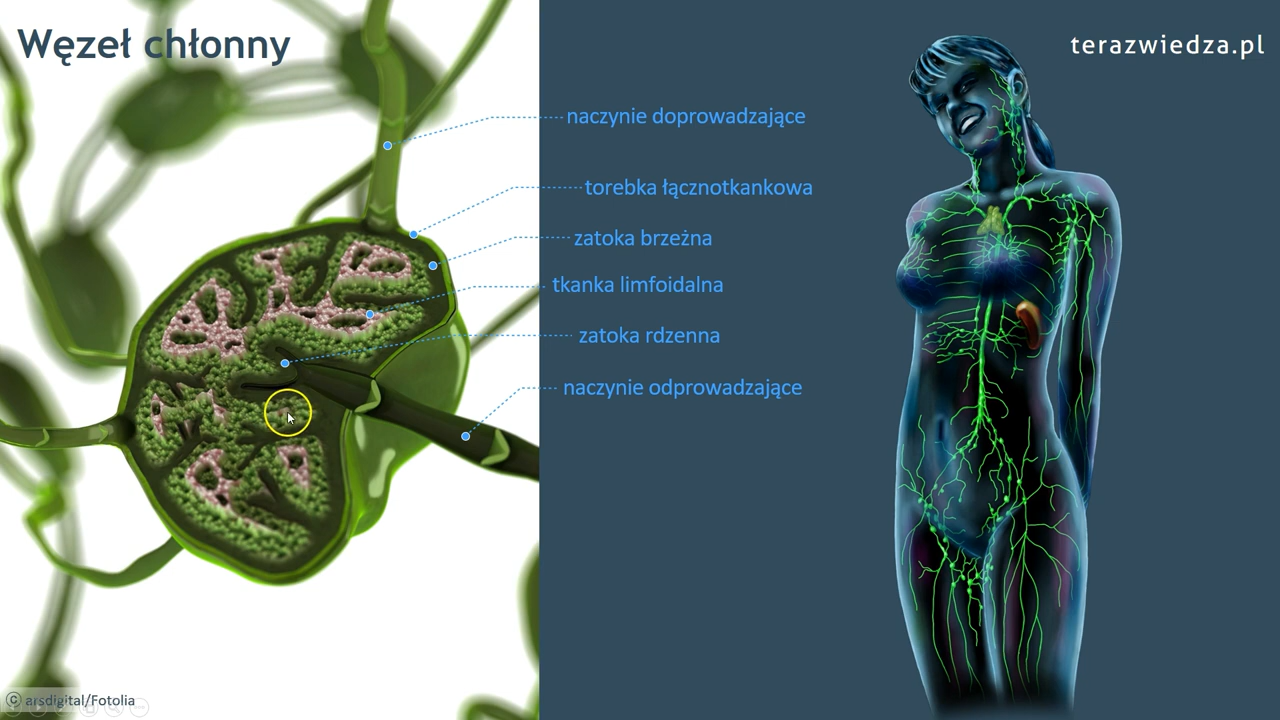 Węzeł chłonny
terazwiedza.pl
naczynie doprowadzające
torebka łącznotkankowa
zatoka brzeżna
tkanka limfoidalna
zatoka rdzenna
naczynie odprowadzające
© arsdigital/Fotolia